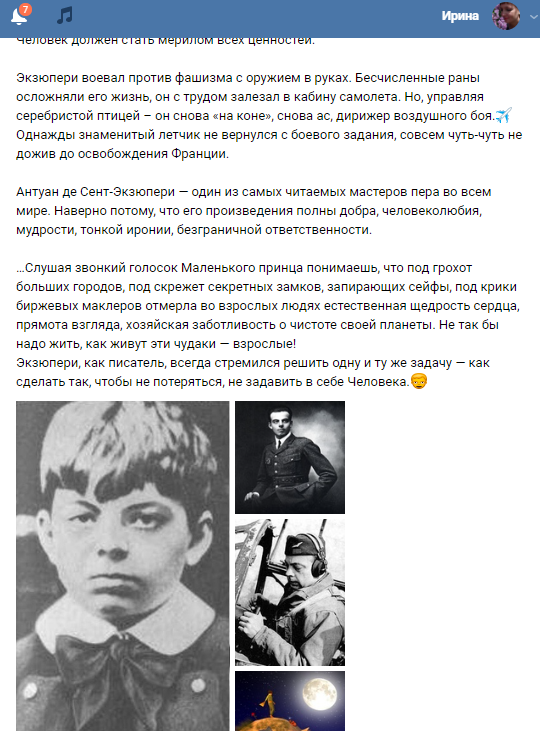 7
Ирина
Человек должен стать мерилом всех ценностей.
Экзюпери воевал против фашизма с оружием в руках. Бесчисленные раны
осложняли его жизнь, он с трудом залезал в кабину самолета. Но, управляя
серебристой птицей – он снова «на коне», снова ас, дирижер воздушного боя.✈️
Однажды знаменитый летчик не вернулся с боевого задания, совсем чуть-чуть не
дожив до освобождения Франции.
Антуан де Сент-Экзюпери — один из самых читаемых мастеров пера во всем
мире. Наверно потому, что его произведения полны добра, человеколюбия,
мудрости, тонкой иронии, безграничной ответственности.
…Слушая звонкий голосок Маленького принца понимаешь, что под грохот
больших городов, под скрежет секретных замков, запирающих сейфы, под крики
биржевых маклеров отмерла во взрослых людях естественная щедрость сердца,
прямота взгляда, хозяйская заботливость о чистоте своей планеты. Не так бы
надо жить, как живут эти чудаки — взрослые!
Экзюпери, как писатель, всегда стремился решить одну и ту же задачу — как
сделать так, чтобы не потеряться, не задавить в себе Человека.